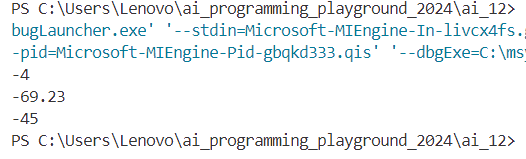 PS C:\Users\Lenovo\ai_programming_playground_2024\ai_12>
bugLauncher.exe' '--stdin=Microsoft-MIEngine-In-livcx4fs.g
-pid=Microsoft-MIEngine-Pid-gbqkd333.qis' '--dbgExe=C:\ms
-4
-69.23
-45
PS C:\Users\Lenovo\ai_programming_playground_2024\ai_12>